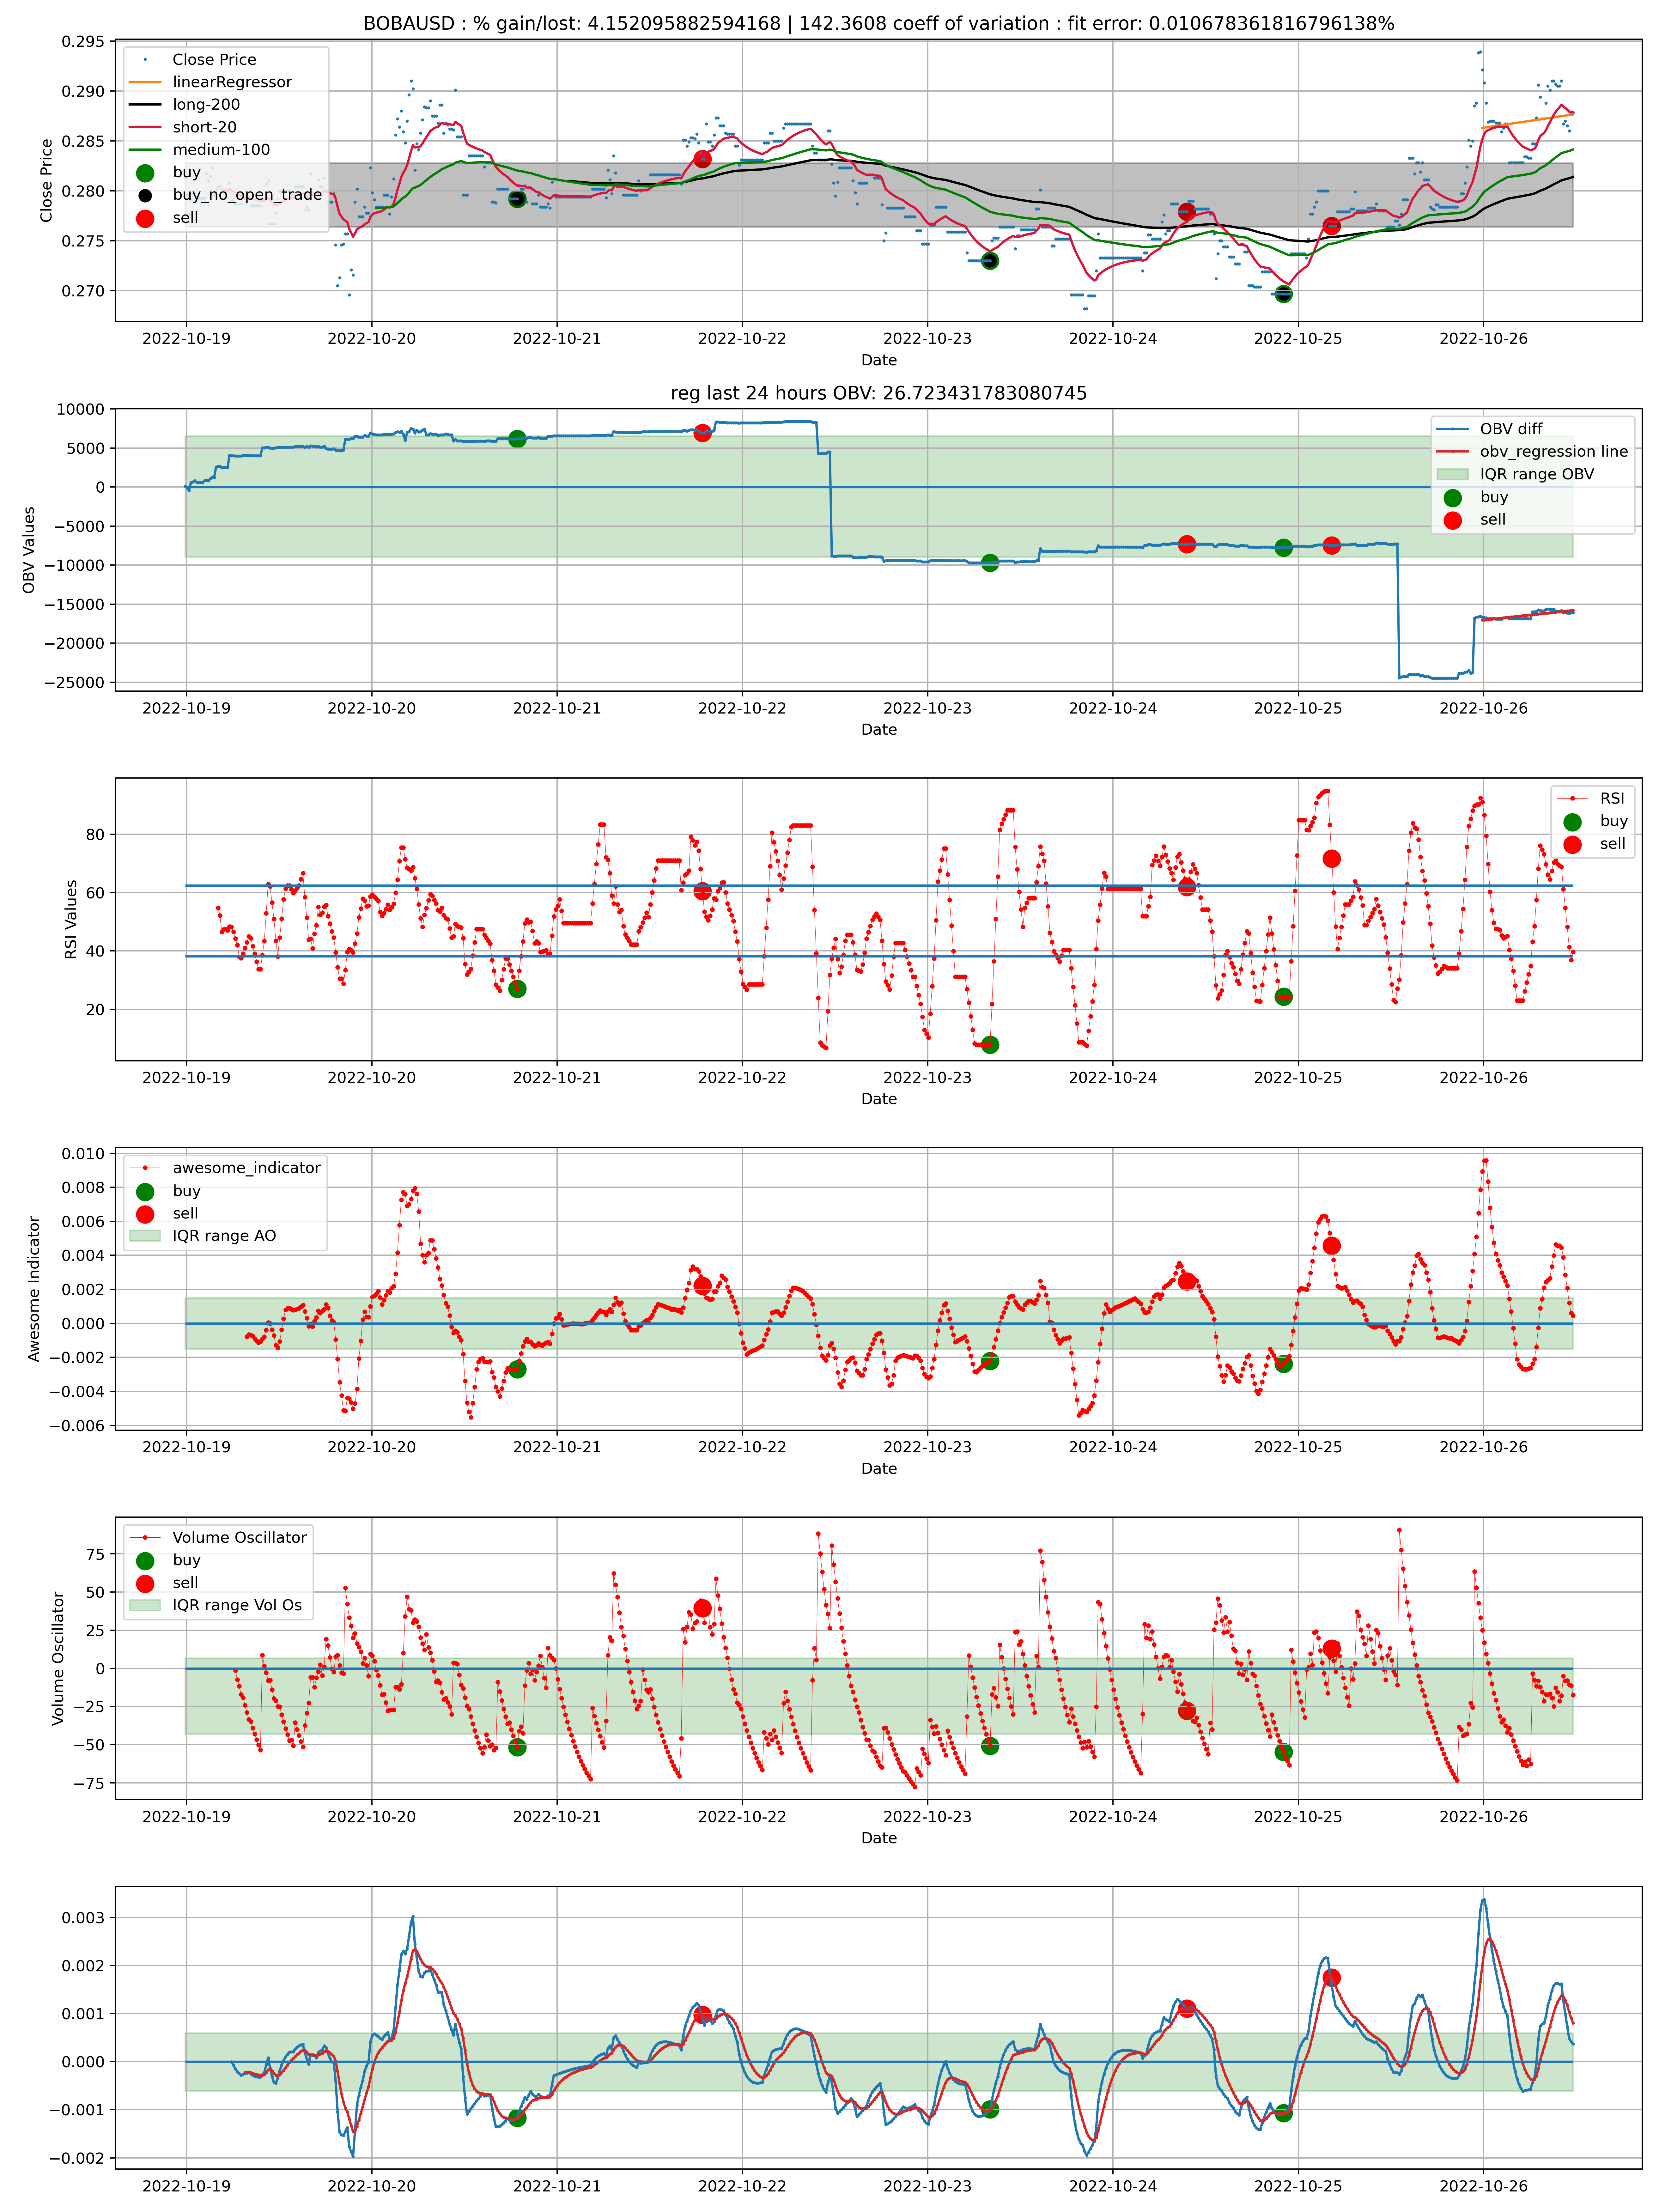 BOBAUSD : % gain/lost: 4.152095882594168 | 142.3608 coeff of variation : fit error: 0.010678361816796138%
0.295
0.290
0.285
0.280
0.275
0.270
Close Price
Close Price
linearRegressor
long-200
short-20
medium-100
buy
buy_no_open_trade
sell
2022-10-19 2022-10-20 2022-10-21 2022-10-22 2022-10-23 2022-10-24 2022-10-25 2022-10-26
Date
reg last 24 hours OBV: 26.723431783080745
10000
5000
0
−5000
−10000
−15000
−20000
−25000
OBV Values
OBV diff
obv_regression line
IQR range OBV
buy
sell
2022-10-19 2022-10-20 2022-10-21 2022-10-22 2022-10-23 2022-10-24 2022-10-25 2022-10-26
Date
80
60
40
20
RSI Values
RSI
buy
sell
2022-10-19 2022-10-20 2022-10-21 2022-10-22 2022-10-23 2022-10-24 2022-10-25 2022-10-26
Date
0.010
0.008
0.006
0.004
0.002
0.000
−0.002
−0.004
−0.006
Awesome Indicator
awesome_indicator
buy
sell
IQR range AO
2022-10-19 2022-10-20 2022-10-21 2022-10-22 2022-10-23 2022-10-24 2022-10-25 2022-10-26
Date
75
50
25
0
−25
−50
−75
Volume Oscillator
Volume Oscillator
buy
sell
IQR range Vol Os
2022-10-19 2022-10-20 2022-10-21 2022-10-22 2022-10-23 2022-10-24 2022-10-25 2022-10-26
Date
0.003
0.002
0.001
0.000
−0.001
−0.002
2022-10-19 2022-10-20 2022-10-21 2022-10-22 2022-10-23 2022-10-24 2022-10-25 2022-10-26